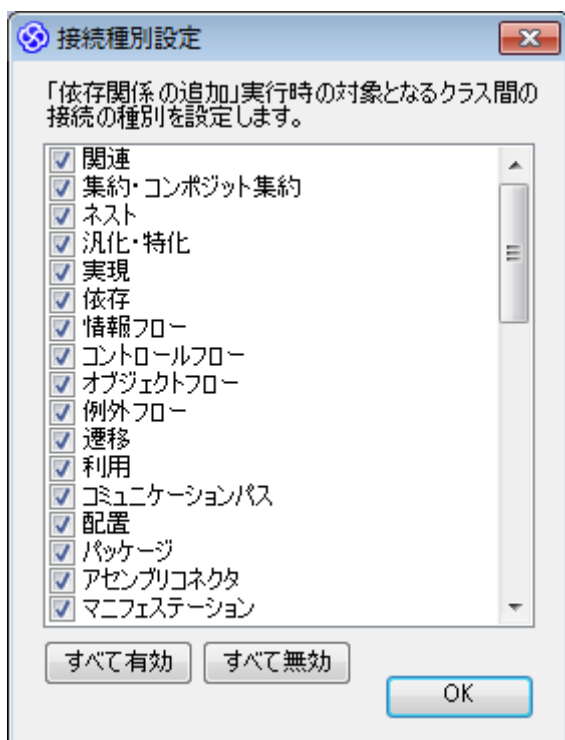 接続種別設定
「依存関係の追加」実行時の対象となるクラス間の
接続の種別を設定します。
関連
集約・コンポジット集約
ネスト
汎化・特化
実現
依存
情報フロー
コントロールフロー
オブジェクトフロー
例外フロー
遷移
利用
コミュニケーションパス
配置
パッケージ
アセンブリコネクタ
マニフェステーション
すべて有効
すべて無効
OK